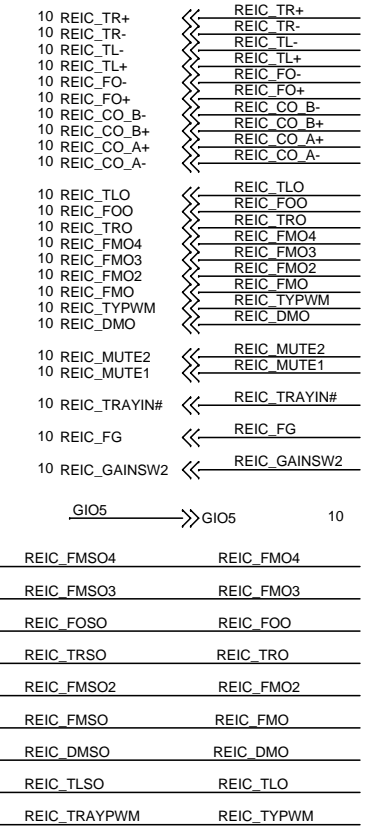 10 REIC_TR+ REIC_TR+
10 REIC_TR- REIC_TR-
10 REIC_TL- REIC_TL-
10 REIC_TL+ REIC_TL+
10 REIC_FO- REIC_FO-
10 REIC_FO+ REIC_FO+
10 REIC_CO_B- REIC_CO_B-
10 REIC_CO_B+ REIC_CO_B+
10 REIC_CO_A+ REIC_CO_A+
10 REIC_CO_A- REIC_CO_A-
10 REIC_TLO REIC_TLO
10 REIC_FOO REIC_FOO
10 REIC_TRO REIC_TRO
10 REIC_FMO4 REIC_FMO4
10 REIC_FMO3 REIC_FMO3
10 REIC_FMO2 REIC_FMO2
10 REIC_FMO REIC_FMO
10 REIC_TYPWM REIC_TYPWM
10 REIC_DMO REIC_DMO
10 REIC_MUTE2 REIC_MUTE2
10 REIC_MUTE1 REIC_MUTE1
10 REIC_TRAYIN# REIC_TRAYIN#
10 REIC_FG REIC_FG
10 REIC_GAINSW2 REIC_GAINSW2
GIO5 GIO5 10
REIC_FMSO4 REIC_FMO4
REIC_FMSO3 REIC_FMO3
REIC_FOSO REIC_FOO
REIC_TRSO REIC_TRO
REIC_FMSO2 REIC_FMO2
REIC_FMSO REIC_FMO
REIC_DMSO REIC_DMO
REIC_TLSO REIC_TLO
REIC_TRAYPWM REIC_TYPWM